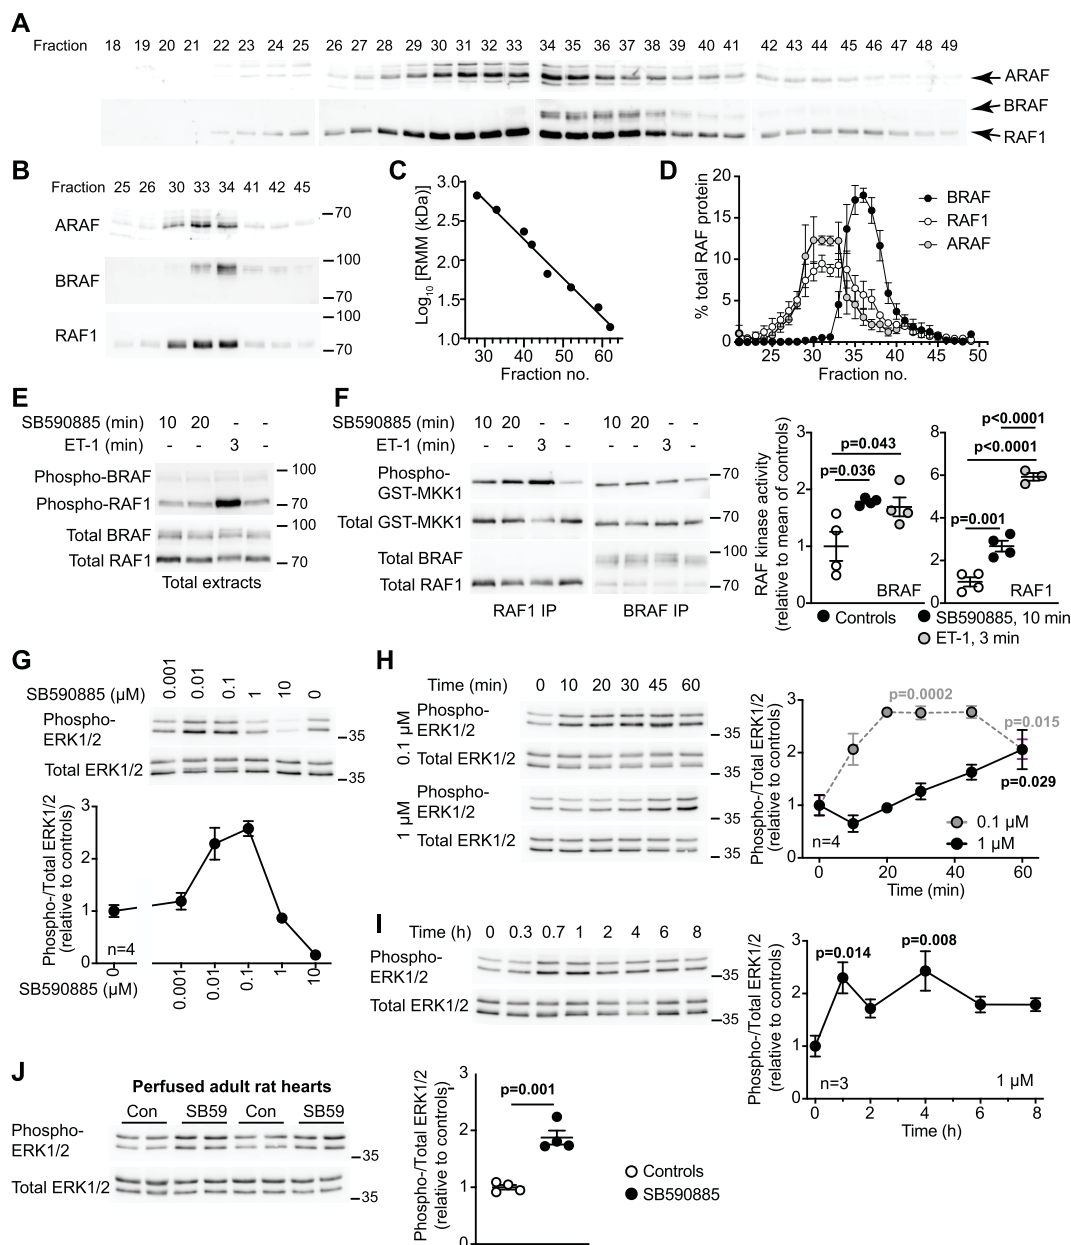 A
Fraction 18 19 20 21 22 23 24 25 26 27 28 29 30 31 32 33 34 35 36 37 38 39 40 41 42 43 44 45 46 47 48 49
ARAF
BRAF
RAF1
B
Fraction 25 26 30 33 34 41 42 45
ARAF
–70
BRAF
–100
–70
RAF1
–100
–70
C
Log10 [RMM (kDa)]
3.0
2.5
2.0
1.5
1.0
30 40 50 60
Fraction no.
D
% total RAF protein
20
15
10
5
0
25 30 35 40 45 50
Fraction no.
BRAF
RAF1
ARAF
E
SB590885 (min) 10 20 - -
ET-1 (min) - - 3 -
Phospho-BRAF
– 100
Phospho-RAF1
– 70
– 100
Total BRAF
Total RAF1
– 70
Total extracts
F
SB590885 (min) 10 20 - - 10 20 - -
ET-1 (min) - - 3 - - - 3 -
Phospho-
GST-MKK1
–70
Total GST-MKK1
–70
Total BRAF
–100
Total RAF1
–70
RAF1 IP BRAF IP
RAF kinase activity
(relative to mean of controls)
3
2
1
0
p=0.043
p=0.036
BRAF
8
6
4
2
0
p<0.0001
p<0.0001
p=0.001
RAF1
Controls
SB590885, 10 min
ET-1, 3 min
G
SB590885 (µM) 0.001 0.01 0.1 1 10 0
Phospho-
ERK1/2
–35
Total ERK1/2
–35
Phospho-/Total ERK1/2
(relative to controls)
3
2
1
0
n=4
SB590885 (µM)
0 0.001 0.01 0.1 1 10
H
Time (min) 0 10 20 30 45 60
0.1 µM
Phospho-
ERK1/2
–35
Total ERK1/2
–35
1 µM
Phospho-
ERK1/2
–35
Total ERK1/2
–35
Phospho-/Total ERK1/2
(relative to controls)
3
2
1
0
p=0.0002
p=0.015
p=0.029
n=4
0.1 µM
1 µM
0 20 40 60
Time (min)
I
Time (h) 0 0.3 0.7 1 2 4 6 8
Phospho-
ERK1/2
–35
Total ERK1/2
–35
Phospho-/Total ERK1/2
(relative to controls)
3
2
1
0
p=0.014
p=0.008
n=3
1 µM
0 2 4 6 8
Time (h)
J
Perfused adult rat hearts
Con SB59 Con SB59
Phospho-
ERK1/2
–35
Total ERK1/2
–35
Phospho-/Total ERK1/2
(relative to controls)
3
2
1
0
p=0.001
Controls
SB590885